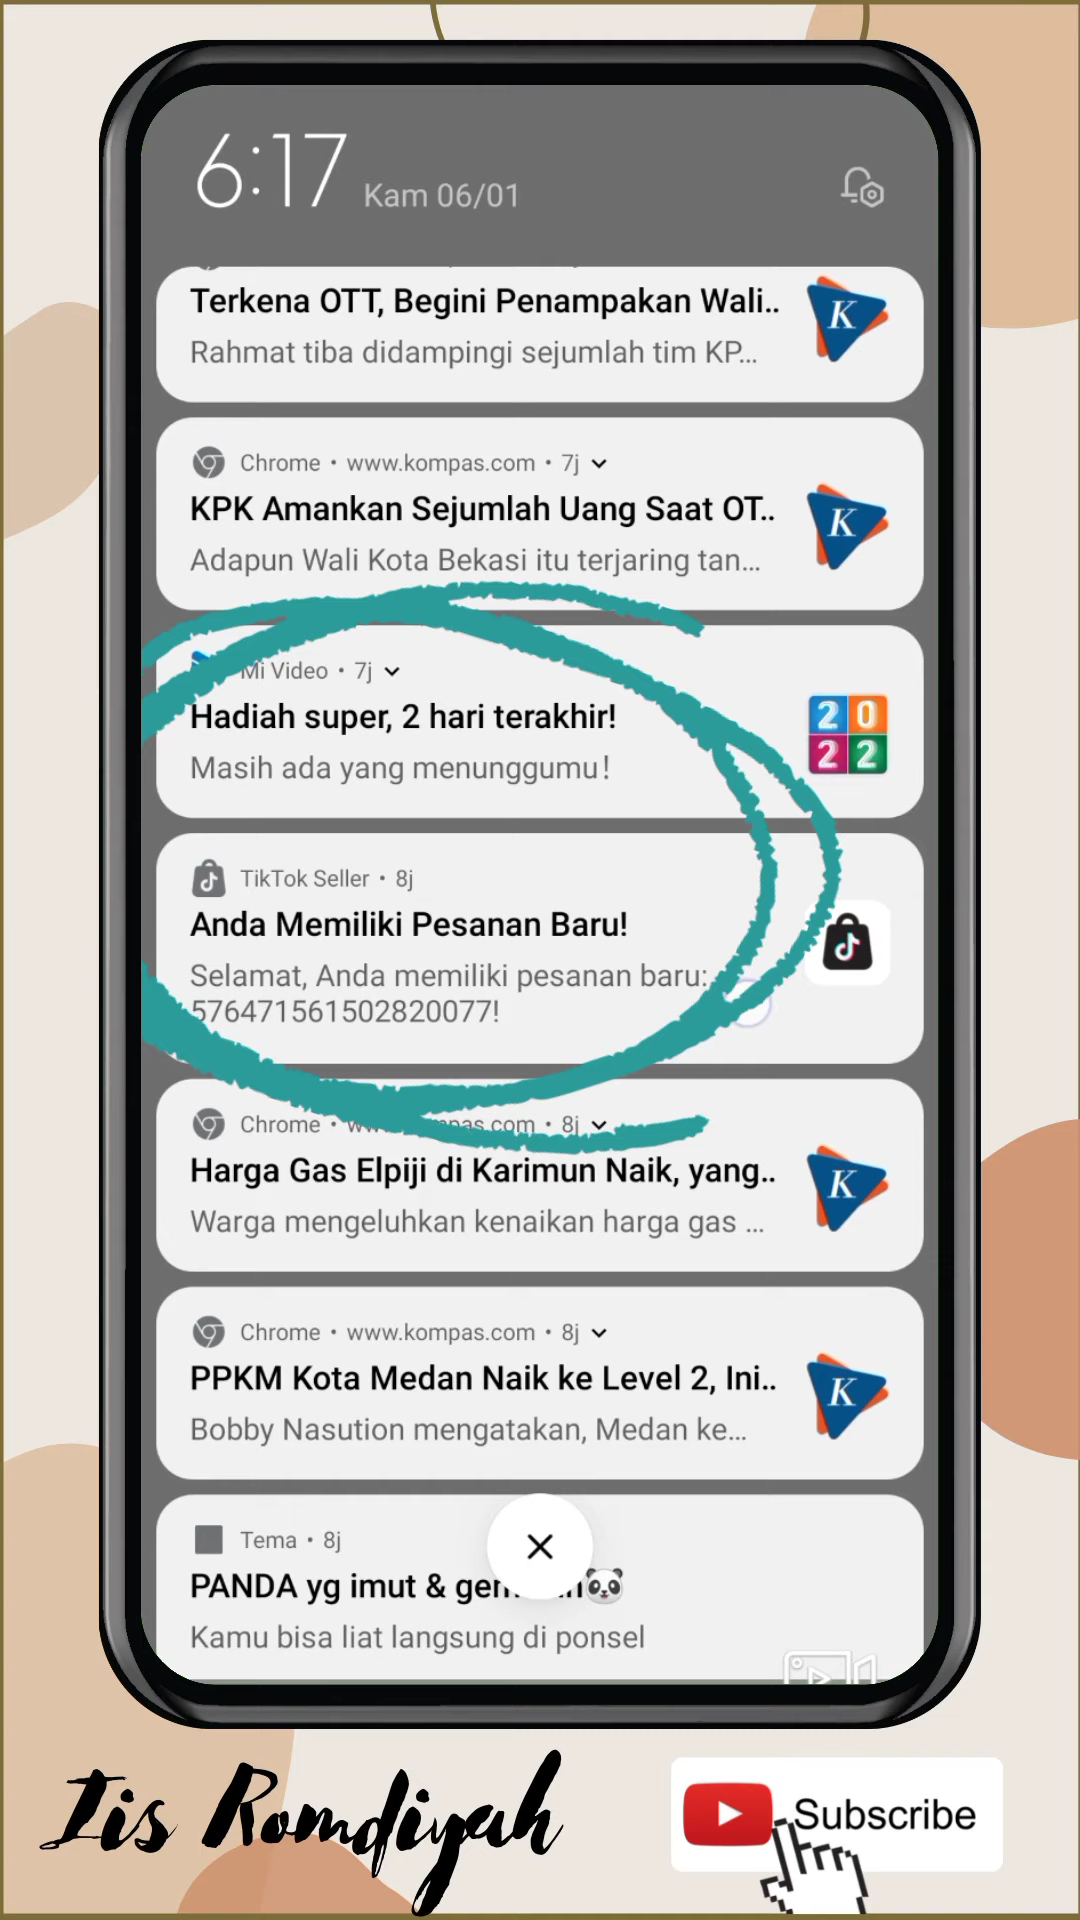 6:17 Kam 06/01
Terkena OTT, Begini Penampakan Wali..
K
Rahmat tiba didampingi sejumlah tim KP...
Chrome • www.kompas.com • 7j
KPK Amankan Sejumlah Uang Saat OT..
K
Adapun Wali Kota Bekasi itu terjaring tan...
Mi Video • 7j
Hadiah super, 2 hari terakhir!
2022
Masih ada yang menunggumu!
TikTok Seller • 8j
Anda Memiliki Pesanan Baru!
Selamat, Anda memiliki pesanan baru:
576471561502820077!
Chrome • www.kompas.com • 8j
Harga Gas Elpiji di Karimun Naik, yang..
K
Warga mengeluhkan kenaikan harga gas ...
Chrome • www.kompas.com • 8j
PPKM Kota Medan Naik ke Level 2, Ini..
K
Bobby Nasution mengatakan, Medan ke...
Tema • 8j
PANDA yg imut &
Kamu bisa liat langsung di ponsel
Iis Romdiyah
Subscribe